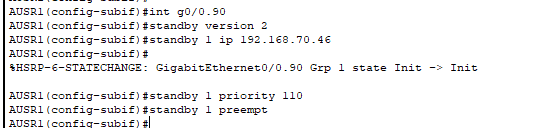 AUSR1(config-subif)#int g0/0.90
AUSR1(config-subif)#standby version 2
AUSR1(config-subif)#standby 1 ip 192.168.70.46
AUSR1(config-subif)#
%HSRP-6-STATECHANGE: GigabitEthernet0/0.90 Grp 1 state Init -> Init
AUSR1(config-subif)#standby 1 priority 110
AUSR1(config-subif)#standby 1 preempt
AUSR1(config-subif)#